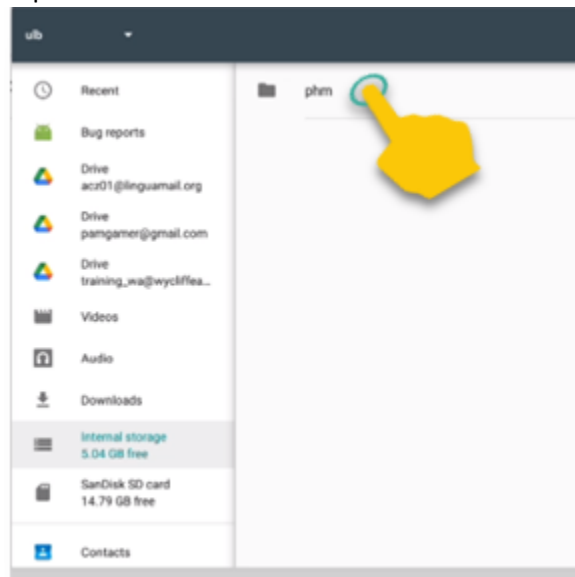 ulb
Recent
phm
Bug reports
Drive
acz01@linguamail.org
Drive
pamgamer@gmail.com
Drive
training_wa@wycliffea...
Videos
Audio
Downloads
Internal storage
5.04 GB free
SanDisk SD card
14.79 GB free
Contacts